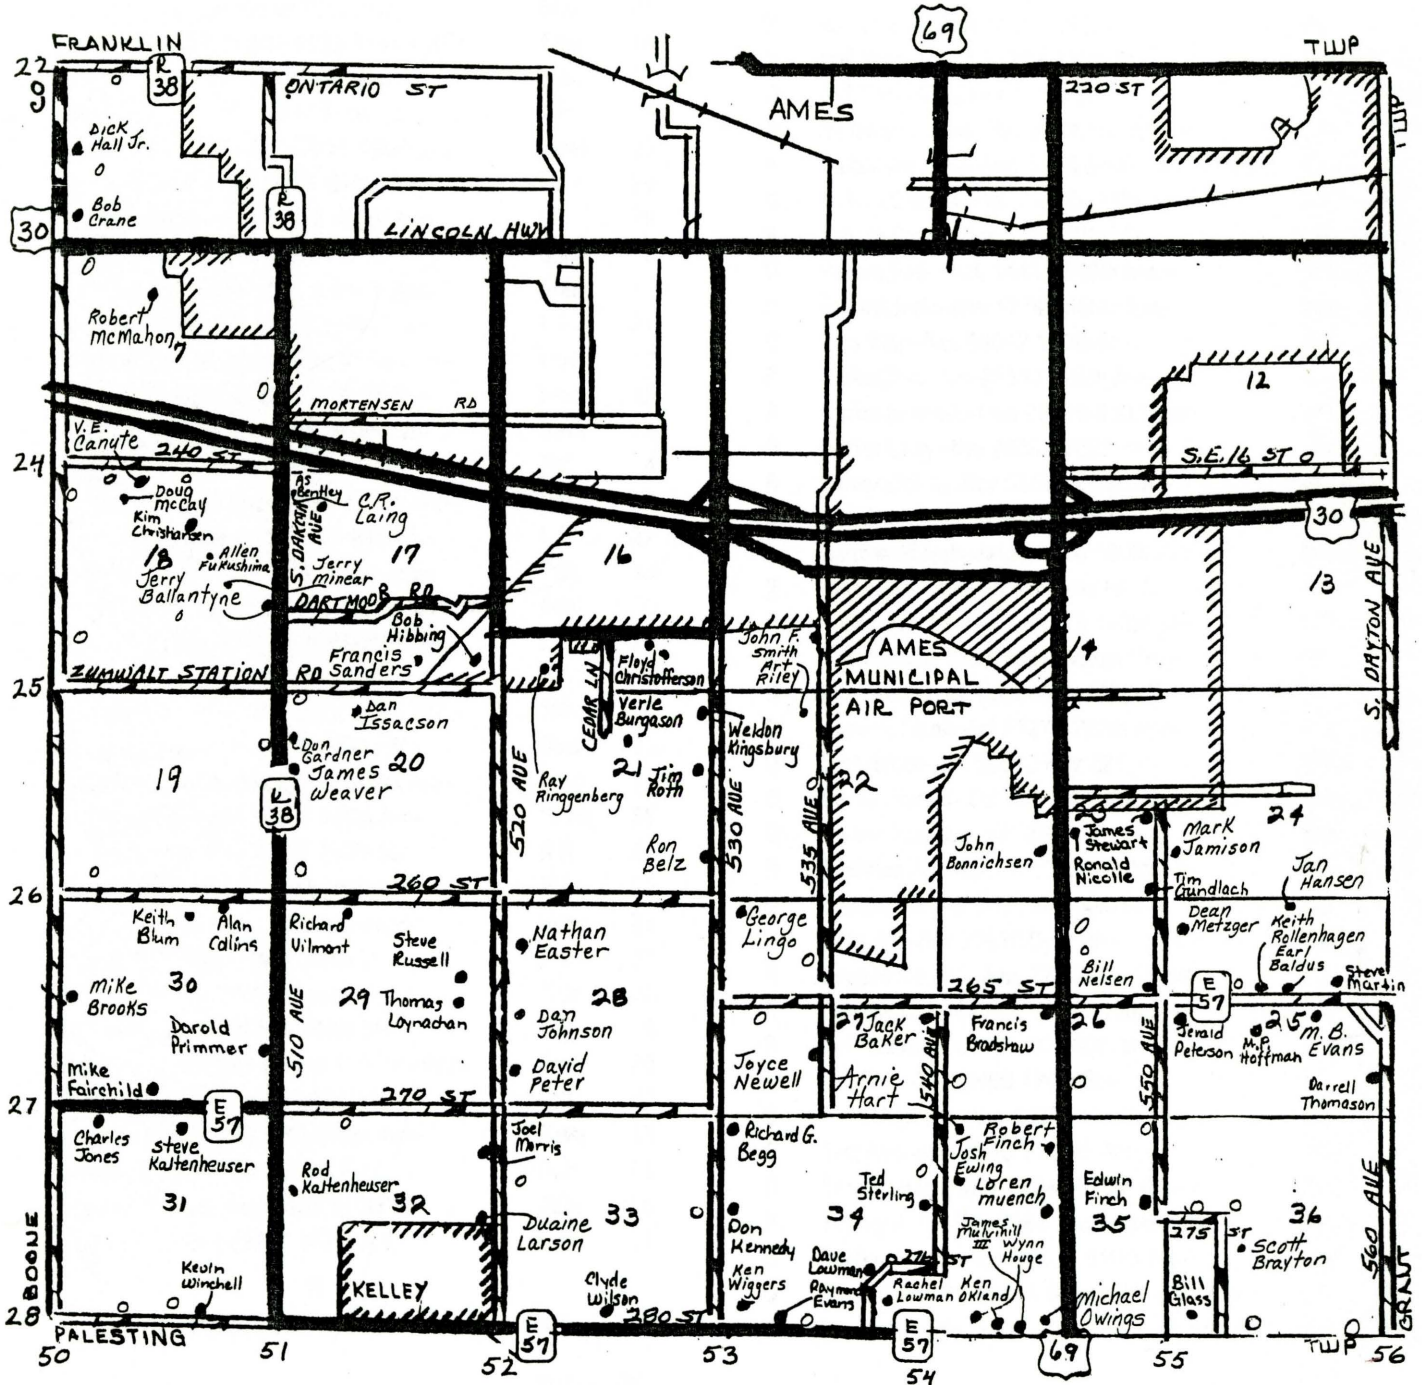 FRANKLIN
TWP
69
22
R
38
ONTARIO ST
AMES
220 ST
TWP
Dick
Hall Jr.
Bob
Crane
R
38
30
LINCOLN HWY
Robert
McMahon
7
12
MORTENSEN RD
V.E.
Canute
240 ST
24
S.E. 16 ST
Doug
McCay
Kim
Christiansen
As
Bentley
C.R.
Laing
30
S. DAKOTA
AVE
18
17
16
13
Allen
Fukushima
Jerry
Ballantyne
Jerry
Minear
DARTMOOR RD
Bob
Hibbing
Francis
Sanders
ZUMWALT STATION RD
25
Floyd
Christofferson
CEDAR LN
Verle
Burgason
John F.
Smith
Art
Riley
AMES
MUNICIPAL
AIR PORT
14
S. DAYTON AVE
Dan
Issacson
Don
Gardner
James
Weaver
20
19
Weldon
Kingsbury
21
Jim
Roth
Ray
Ringgenberg
520 AVE
530 AVE
535 AVE
22
38
Ron
Belz
John
Bonnichsen
23
James
Stewart
Ronald
Nicolle
Mark
Jamison
24
Jan
Hansen
Tim
Gundlach
26
260 ST
Keith
Blum
Alan
Collins
Richard
Vilmont
Steve
Russell
Nathan
Easter
George
Lingo
Dean
Metzger
Keith
Rollenhagen
Earl
Baldus
Steve
Martin
Bill
Nelsen
Mike
Brooks
30
510 AVE
29
Thomas
Loynachan
28
265 ST
E
57
Dan
Johnson
Darold
Primmer
27
Jack
Baker
540 AVE
Francis
Bradshaw
26
550 AVE
Jerald
Peterson
M.P.
Hoffman
25
M. B.
Evans
Mike
Fairchild
David
Peter
Joyce
Newell
Arnie
Hart
Darrell
Thomason
27
E
57
270 ST
Charles
Jones
Steve
Kaltenheuser
Joel
Morris
Richard G.
Begg
Robert
Finch
Josh
Ewing
Loren
Muench
Rod
Kaltenheuser
31
32
33
34
Ted
Sterling
Edwin
Finch
35
36
560 AVE
Duaine
Larson
Don
Kennedy
Ken
Wiggers
James
Mulvihill
III
Wynn
Houge
275 ST
Scott
Brayton
Kevin
Winchell
KELLEY
Clyde
Wilson
Dave
Lowman
276 ST
Raymond
Evans
Rachel
Lowman
Ken
Okland
Michael
Owings
Bill
Glass
BOONE
GRANT
28
280 ST
PALESTING
TWP
E
57
E
57
69
50
51
52
53
54
55
56